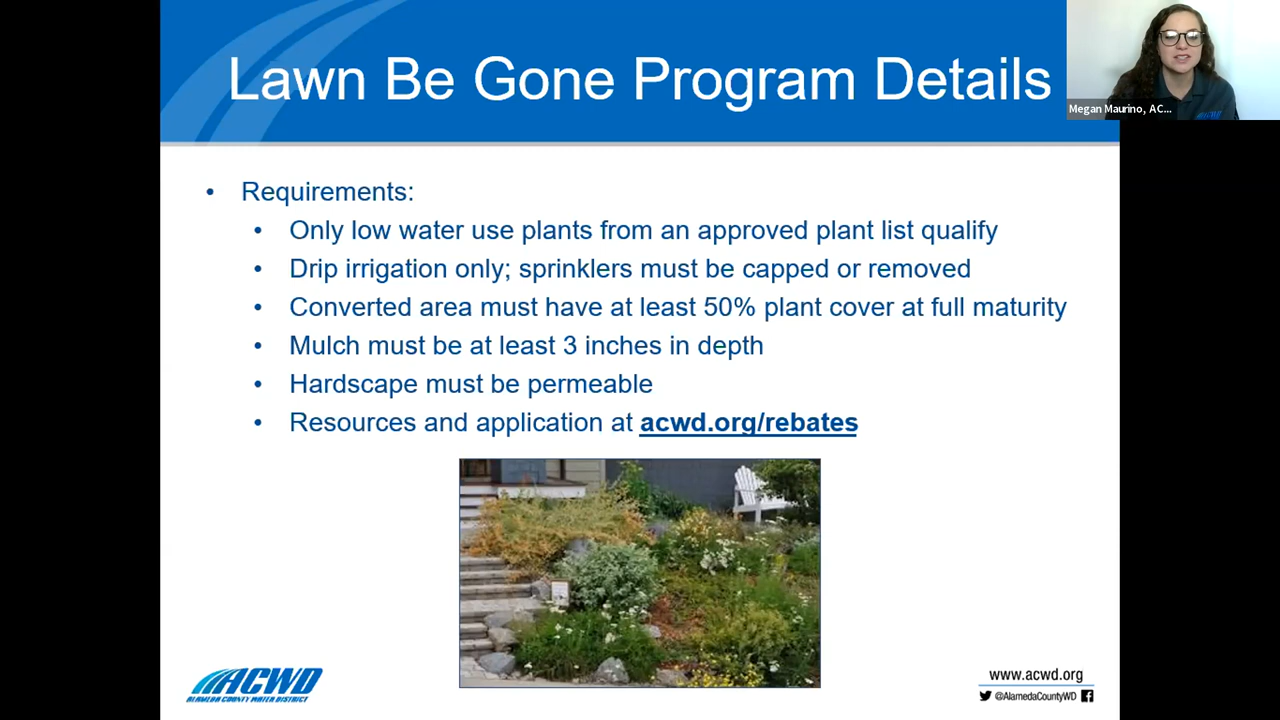 Lawn Be Gone Program Details
Megan Maurino, AC...
• Requirements:
• Only low water use plants from an approved plant list qualify
• Drip irrigation only; sprinklers must be capped or removed
• Converted area must have at least 50% plant cover at full maturity
• Mulch must be at least 3 inches in depth
• Hardscape must be permeable
• Resources and application at acwd.org/rebates
ACWD
ALAMEDA COUNTY WATER DISTRICT
www.acwd.org
@AlamedaCountyWD